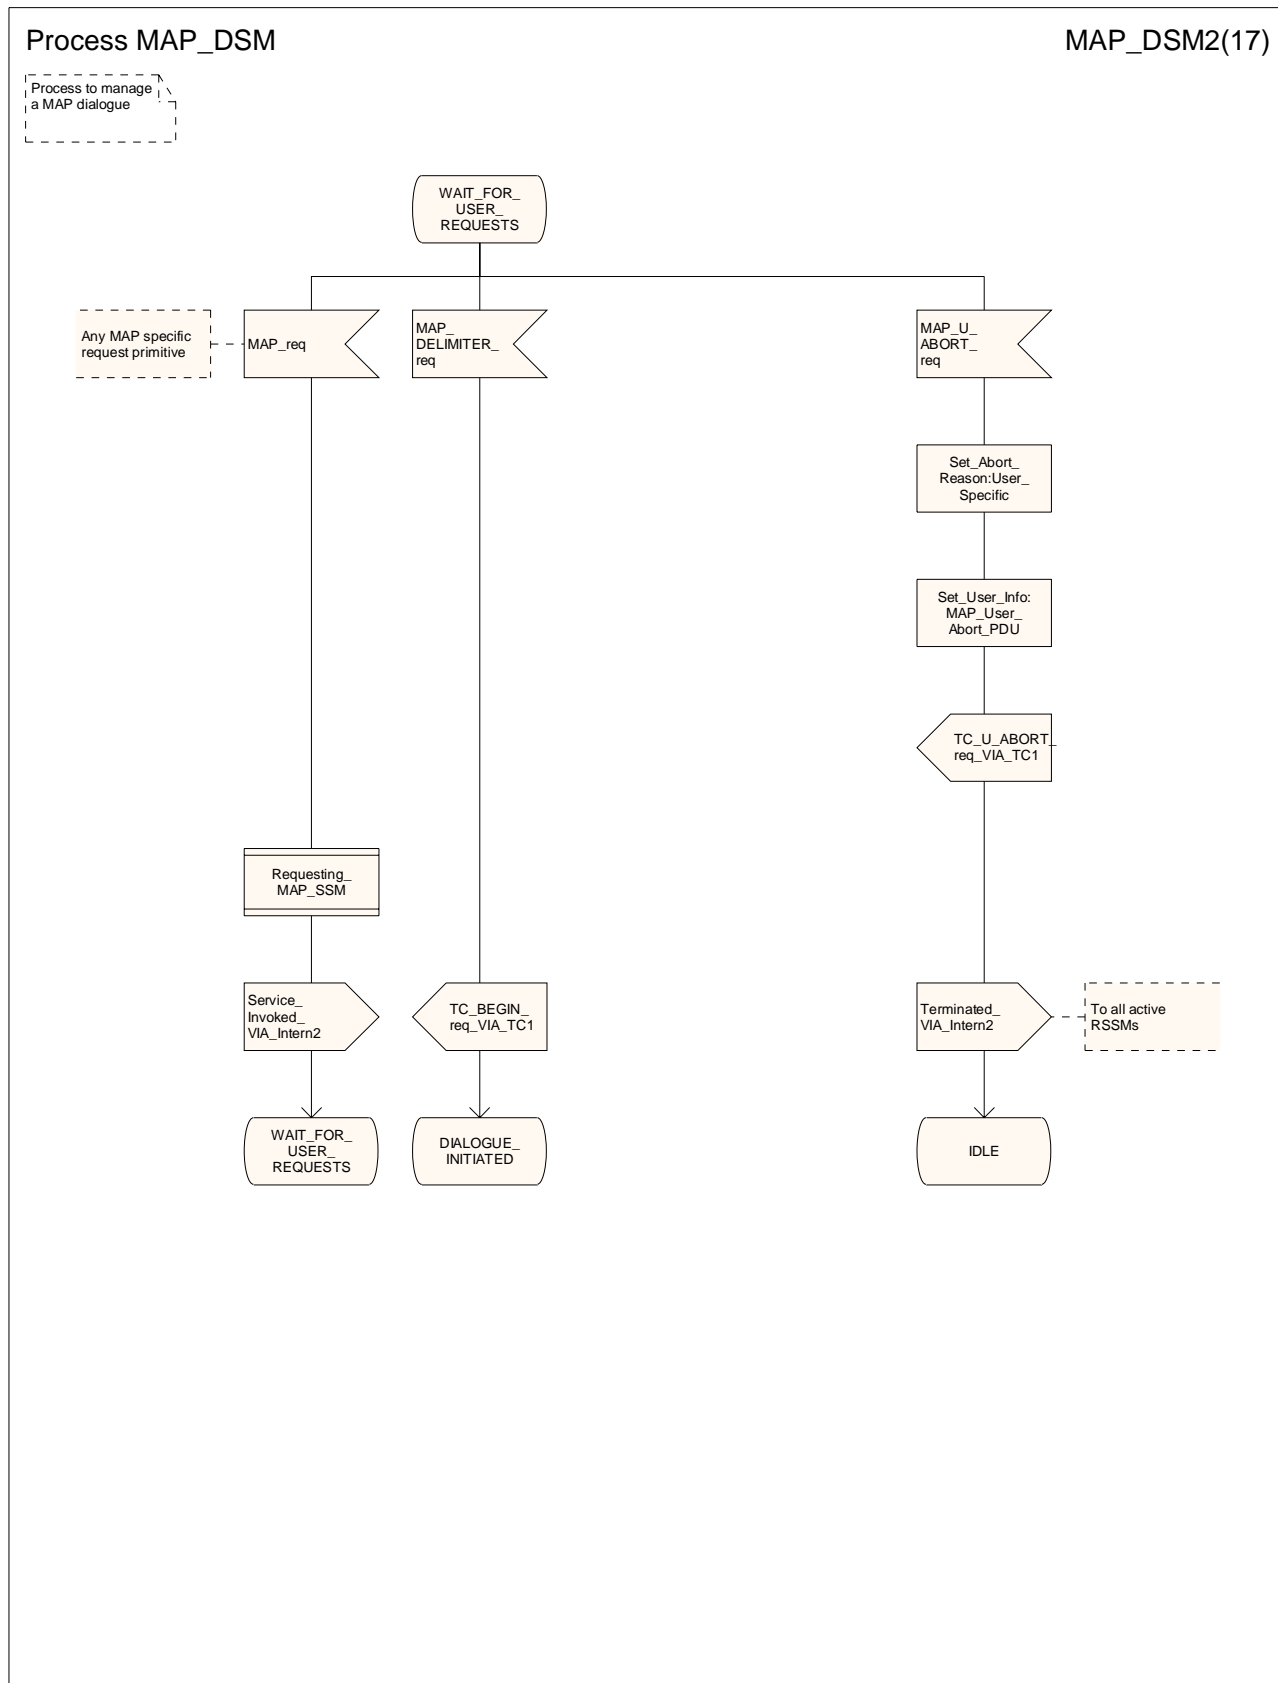 Process MAP_DSM
MAP_DSM2(17)
Process to manage
a MAP dialogue
WAIT_FOR_
USER_
REQUESTS
Any MAP specific
request primitive
MAP_req
MAP_
DELIMITER_
req
MAP_U_
ABORT_
req
Set_Abort_
Reason:User_
Specific
Set_User_Info:
MAP_User_
Abort_PDU
TC_U_ABORT_
req_VIA_TC1
Requesting_
MAP_SSM
Service_
Invoked_
VIA_Intern2
TC_BEGIN_
req_VIA_TC1
Terminated_
VIA_Intern2
To all active
RSSMs
WAIT_FOR_
USER_
REQUESTS
DIALOGUE_
INITIATED
IDLE